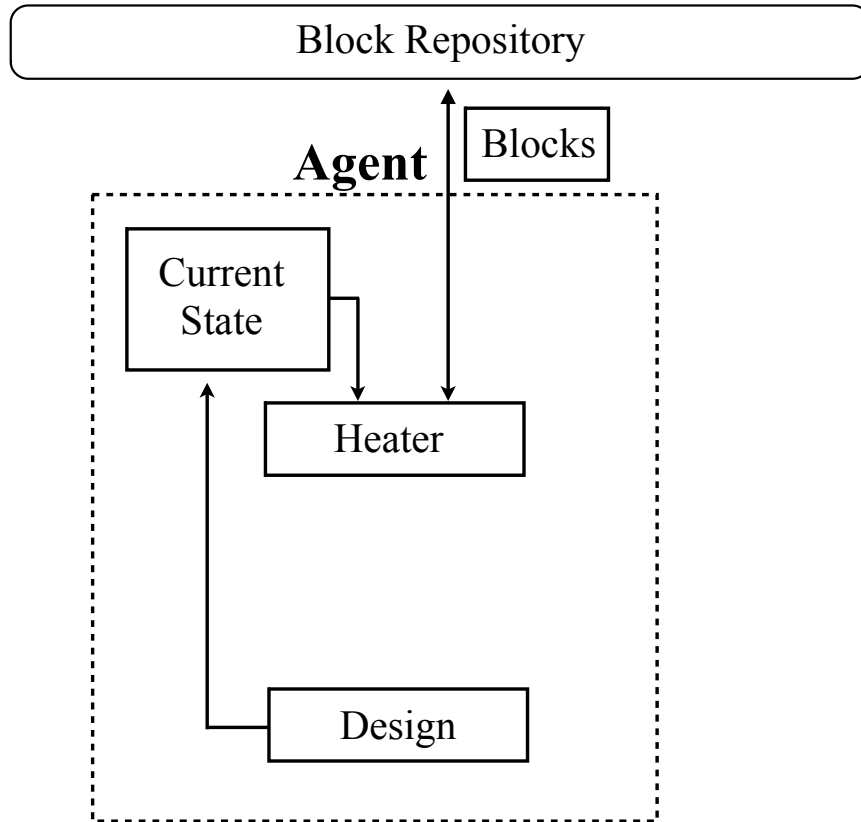 Block Repository
Blocks
Agent
Current
State
Heater
Design